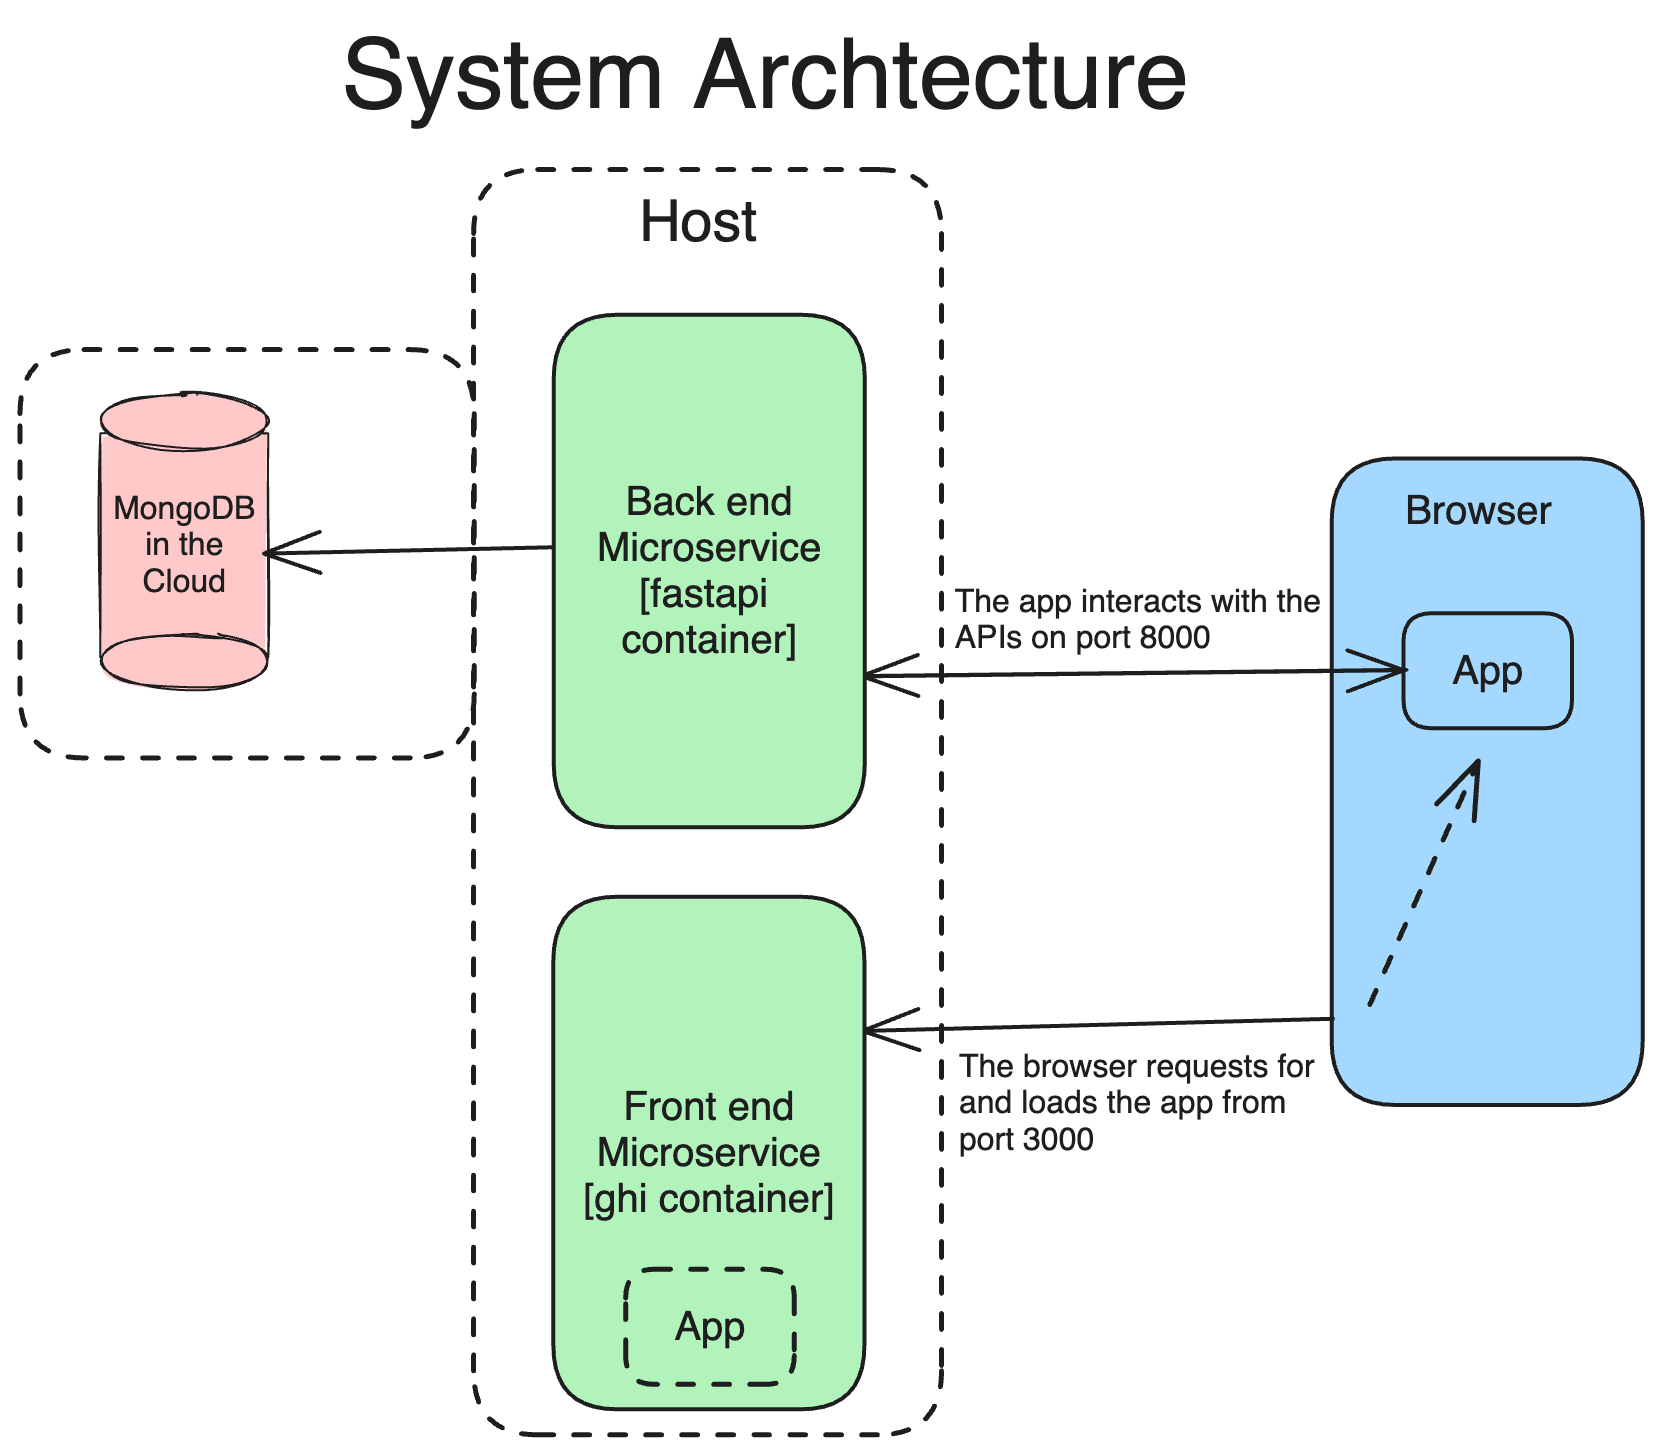 System Archtecture
Host
MongoDB
in the
Cloud
Back end
Microservice
[fastapi
container]
The app interacts with the
APIs on port 8000
Browser
App
Front end
Microservice
[ghi container]
App
The browser requests for
and loads the app from
port 3000